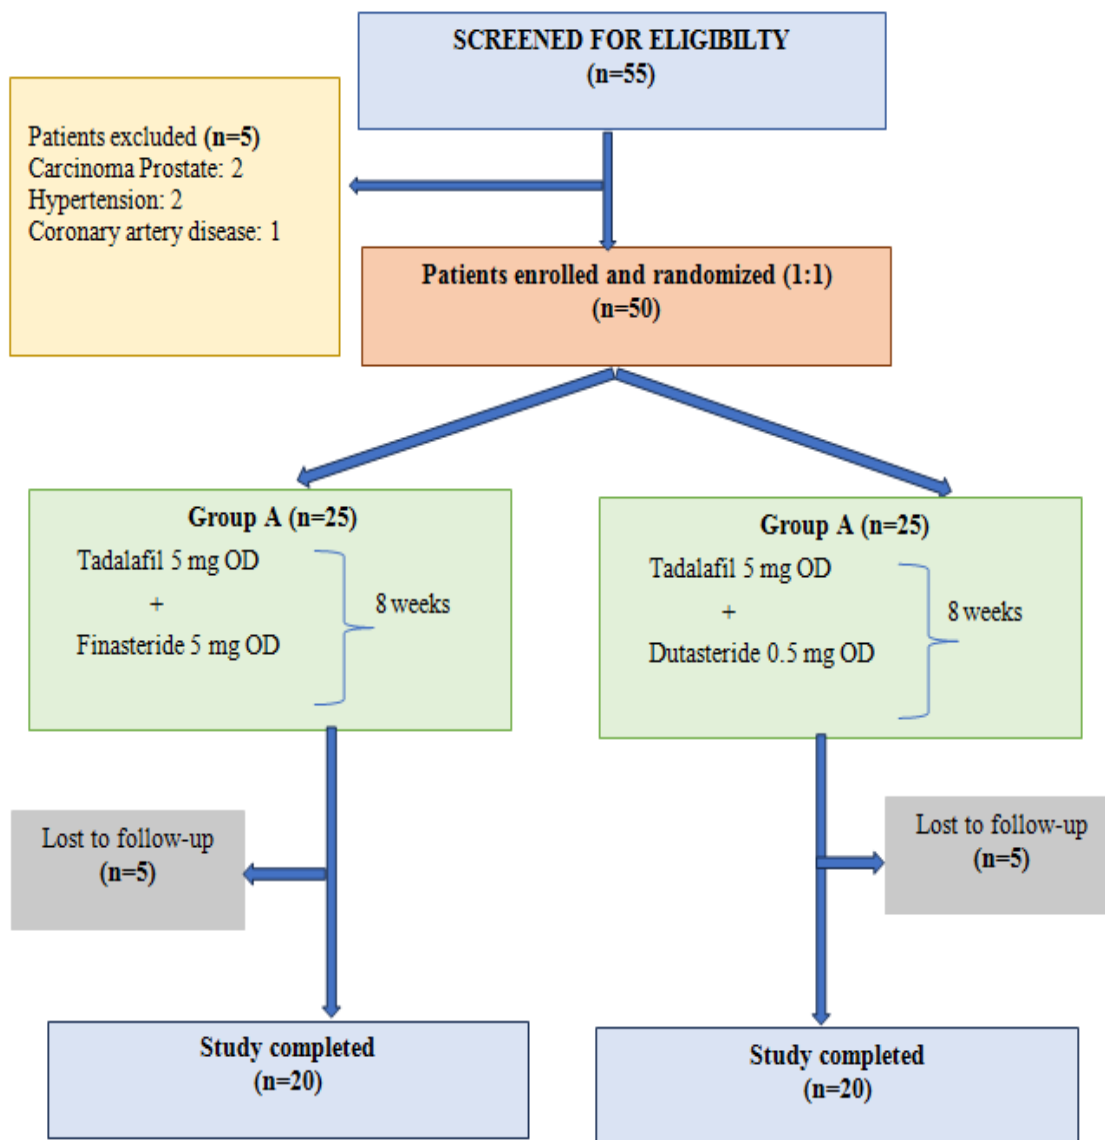 SCREENED FOR ELIGIBILTY
(n=55)
Patients excluded (n=5)
Carcinoma Prostate: 2
Hypertension: 2
Coronary artery disease: 1
Patients enrolled and randomized (1:1)
(n=50)
Group A (n=25)
Tadalafil 5 mg OD
+
Finasteride 5 mg OD
8 weeks
Group A (n=25)
Tadalafil 5 mg OD
+
Dutasteride 0.5 mg OD
8 weeks
Lost to follow-up
(n=5)
Lost to follow-up
(n=5)
Study completed
(n=20)
Study completed
(n=20)